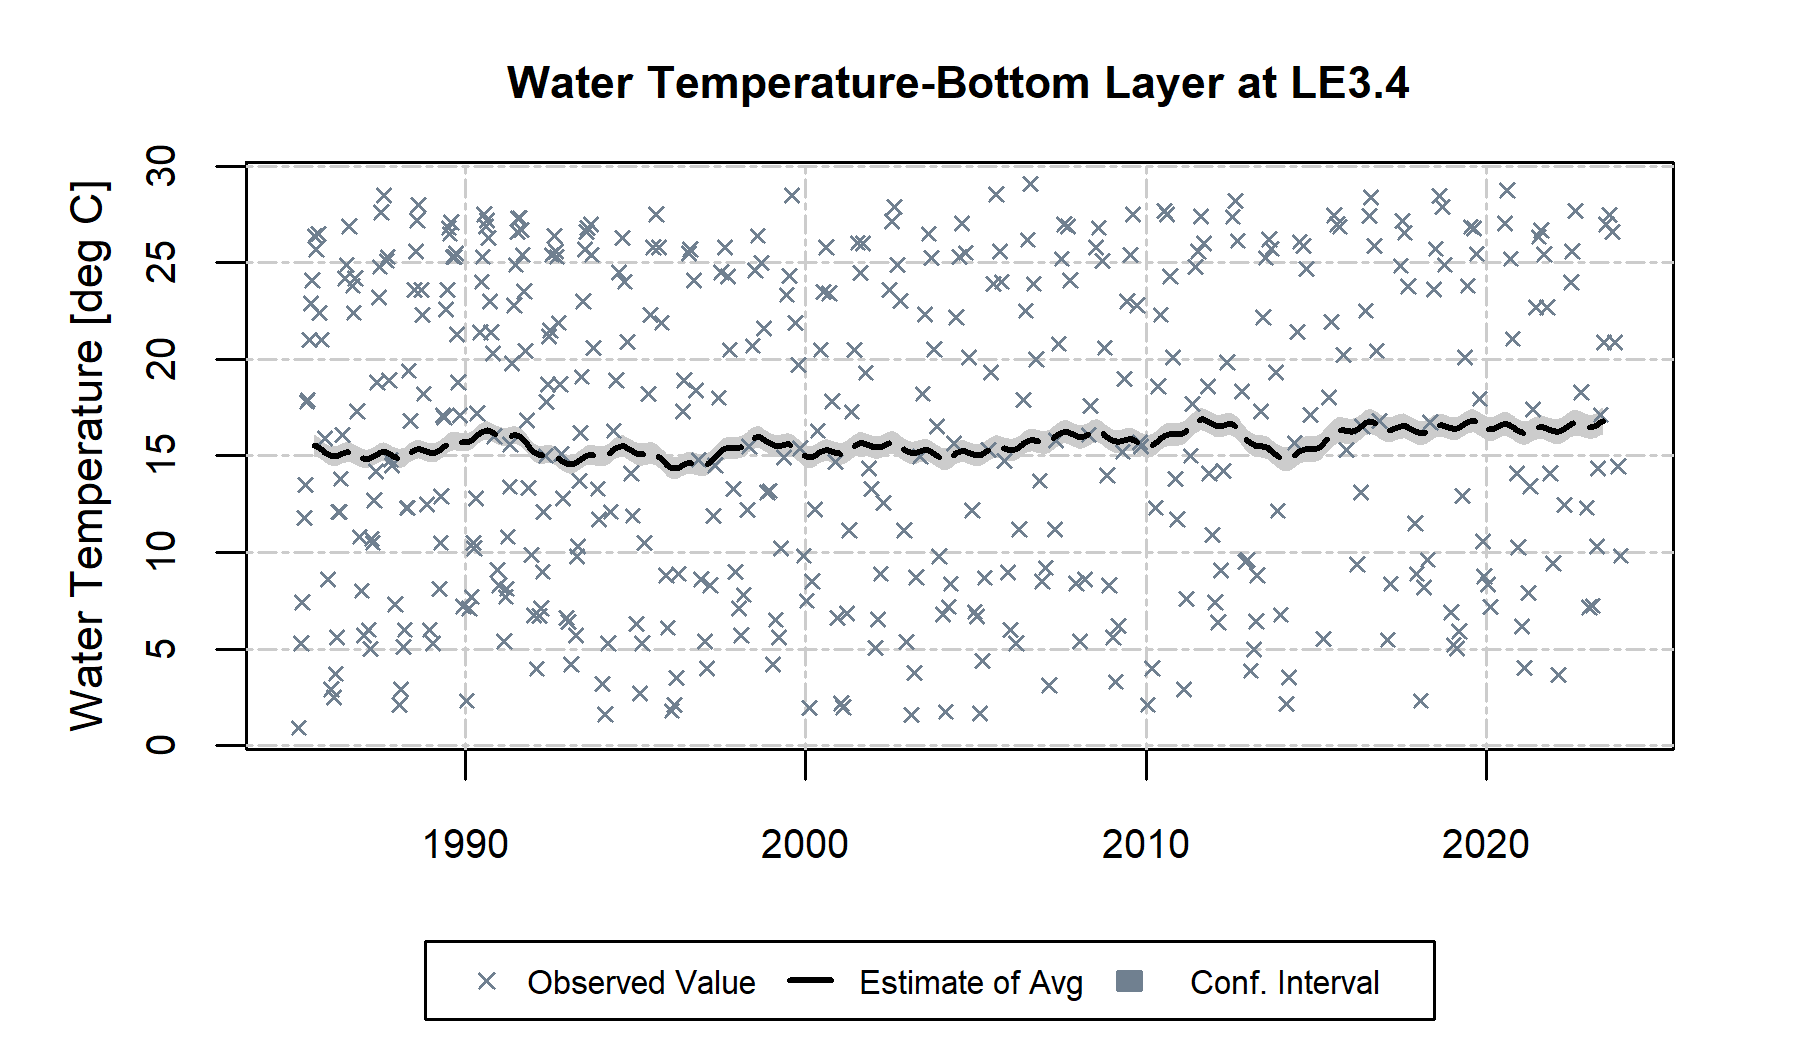 Water Temperature-Bottom Layer at LE3.4
Water Temperature [deg C]
30
25
20
15
10
5
0
1990 2000 2010 2020
Observed Value Estimate of Avg Conf. Interval